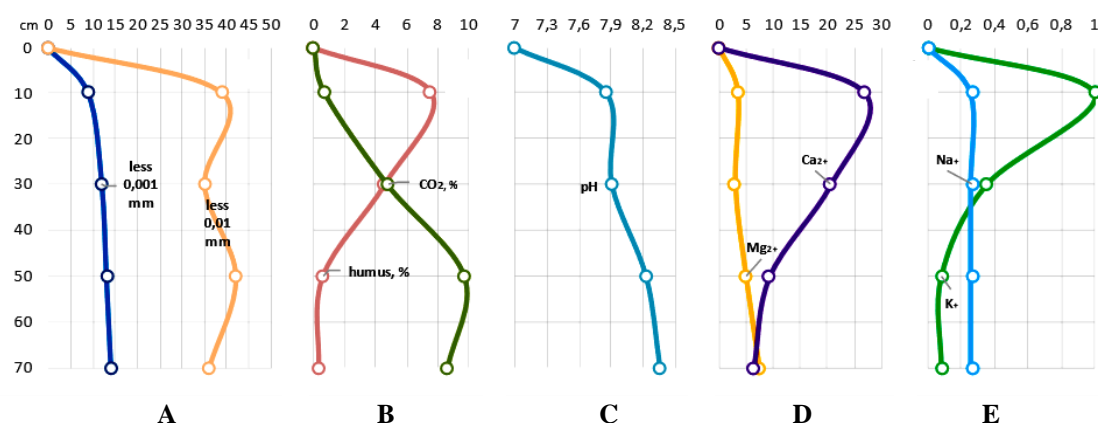 cm 0 5 10 15 20 25 30 35 40 45 50
0 2 4 6 8 10
7 7,3 7,6 7,9 8,2 8,5
0 5 10 15 20 25 30
0 0,2 0,4 0,6 0,8 1
0
10
20
30
40
50
60
70
less
0,001
mm
less
0,01
mm
CO2, %
humus, %
pH
Ca2+
Mg2+
Na+
K+
A B C D E